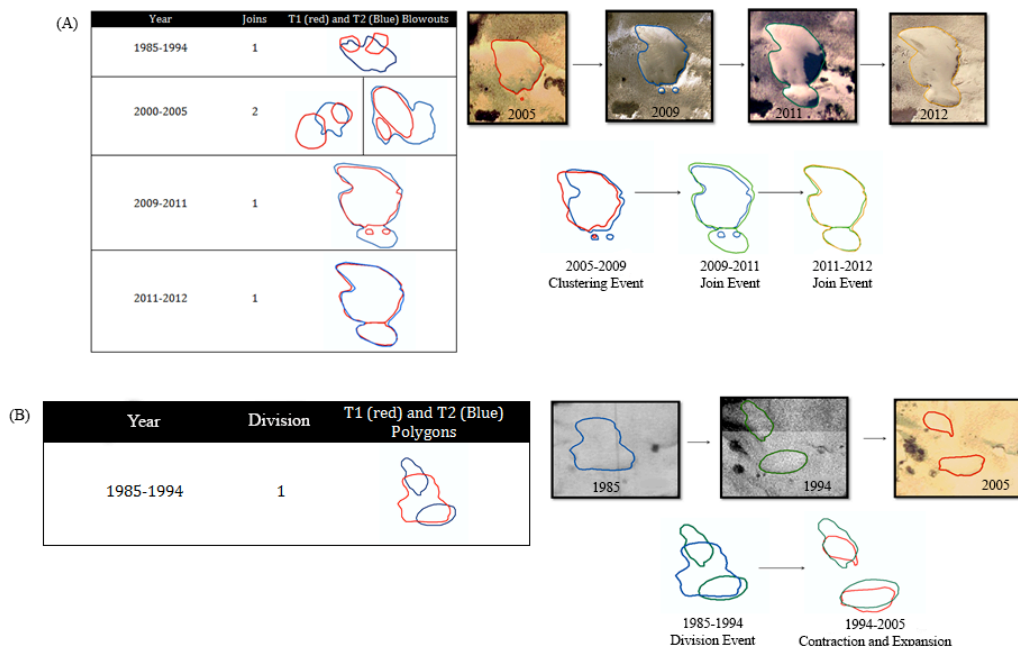 (A)
Year Joins T1 (red) and T2 (Blue) Blowouts
1985-1994 1
2000-2005 2
2009-2011 1
2011-2012 1
2005 2009 2011 2012
2005-2009 2009-2011 2011-2012
Clustering Event Join Event Join Event
(B)
Year Division T1 (red) and T2 (Blue)
Polygons
1985-1994 1
1985 1994 2005
1985-1994 1994-2005
Division Event Contraction and Expansion